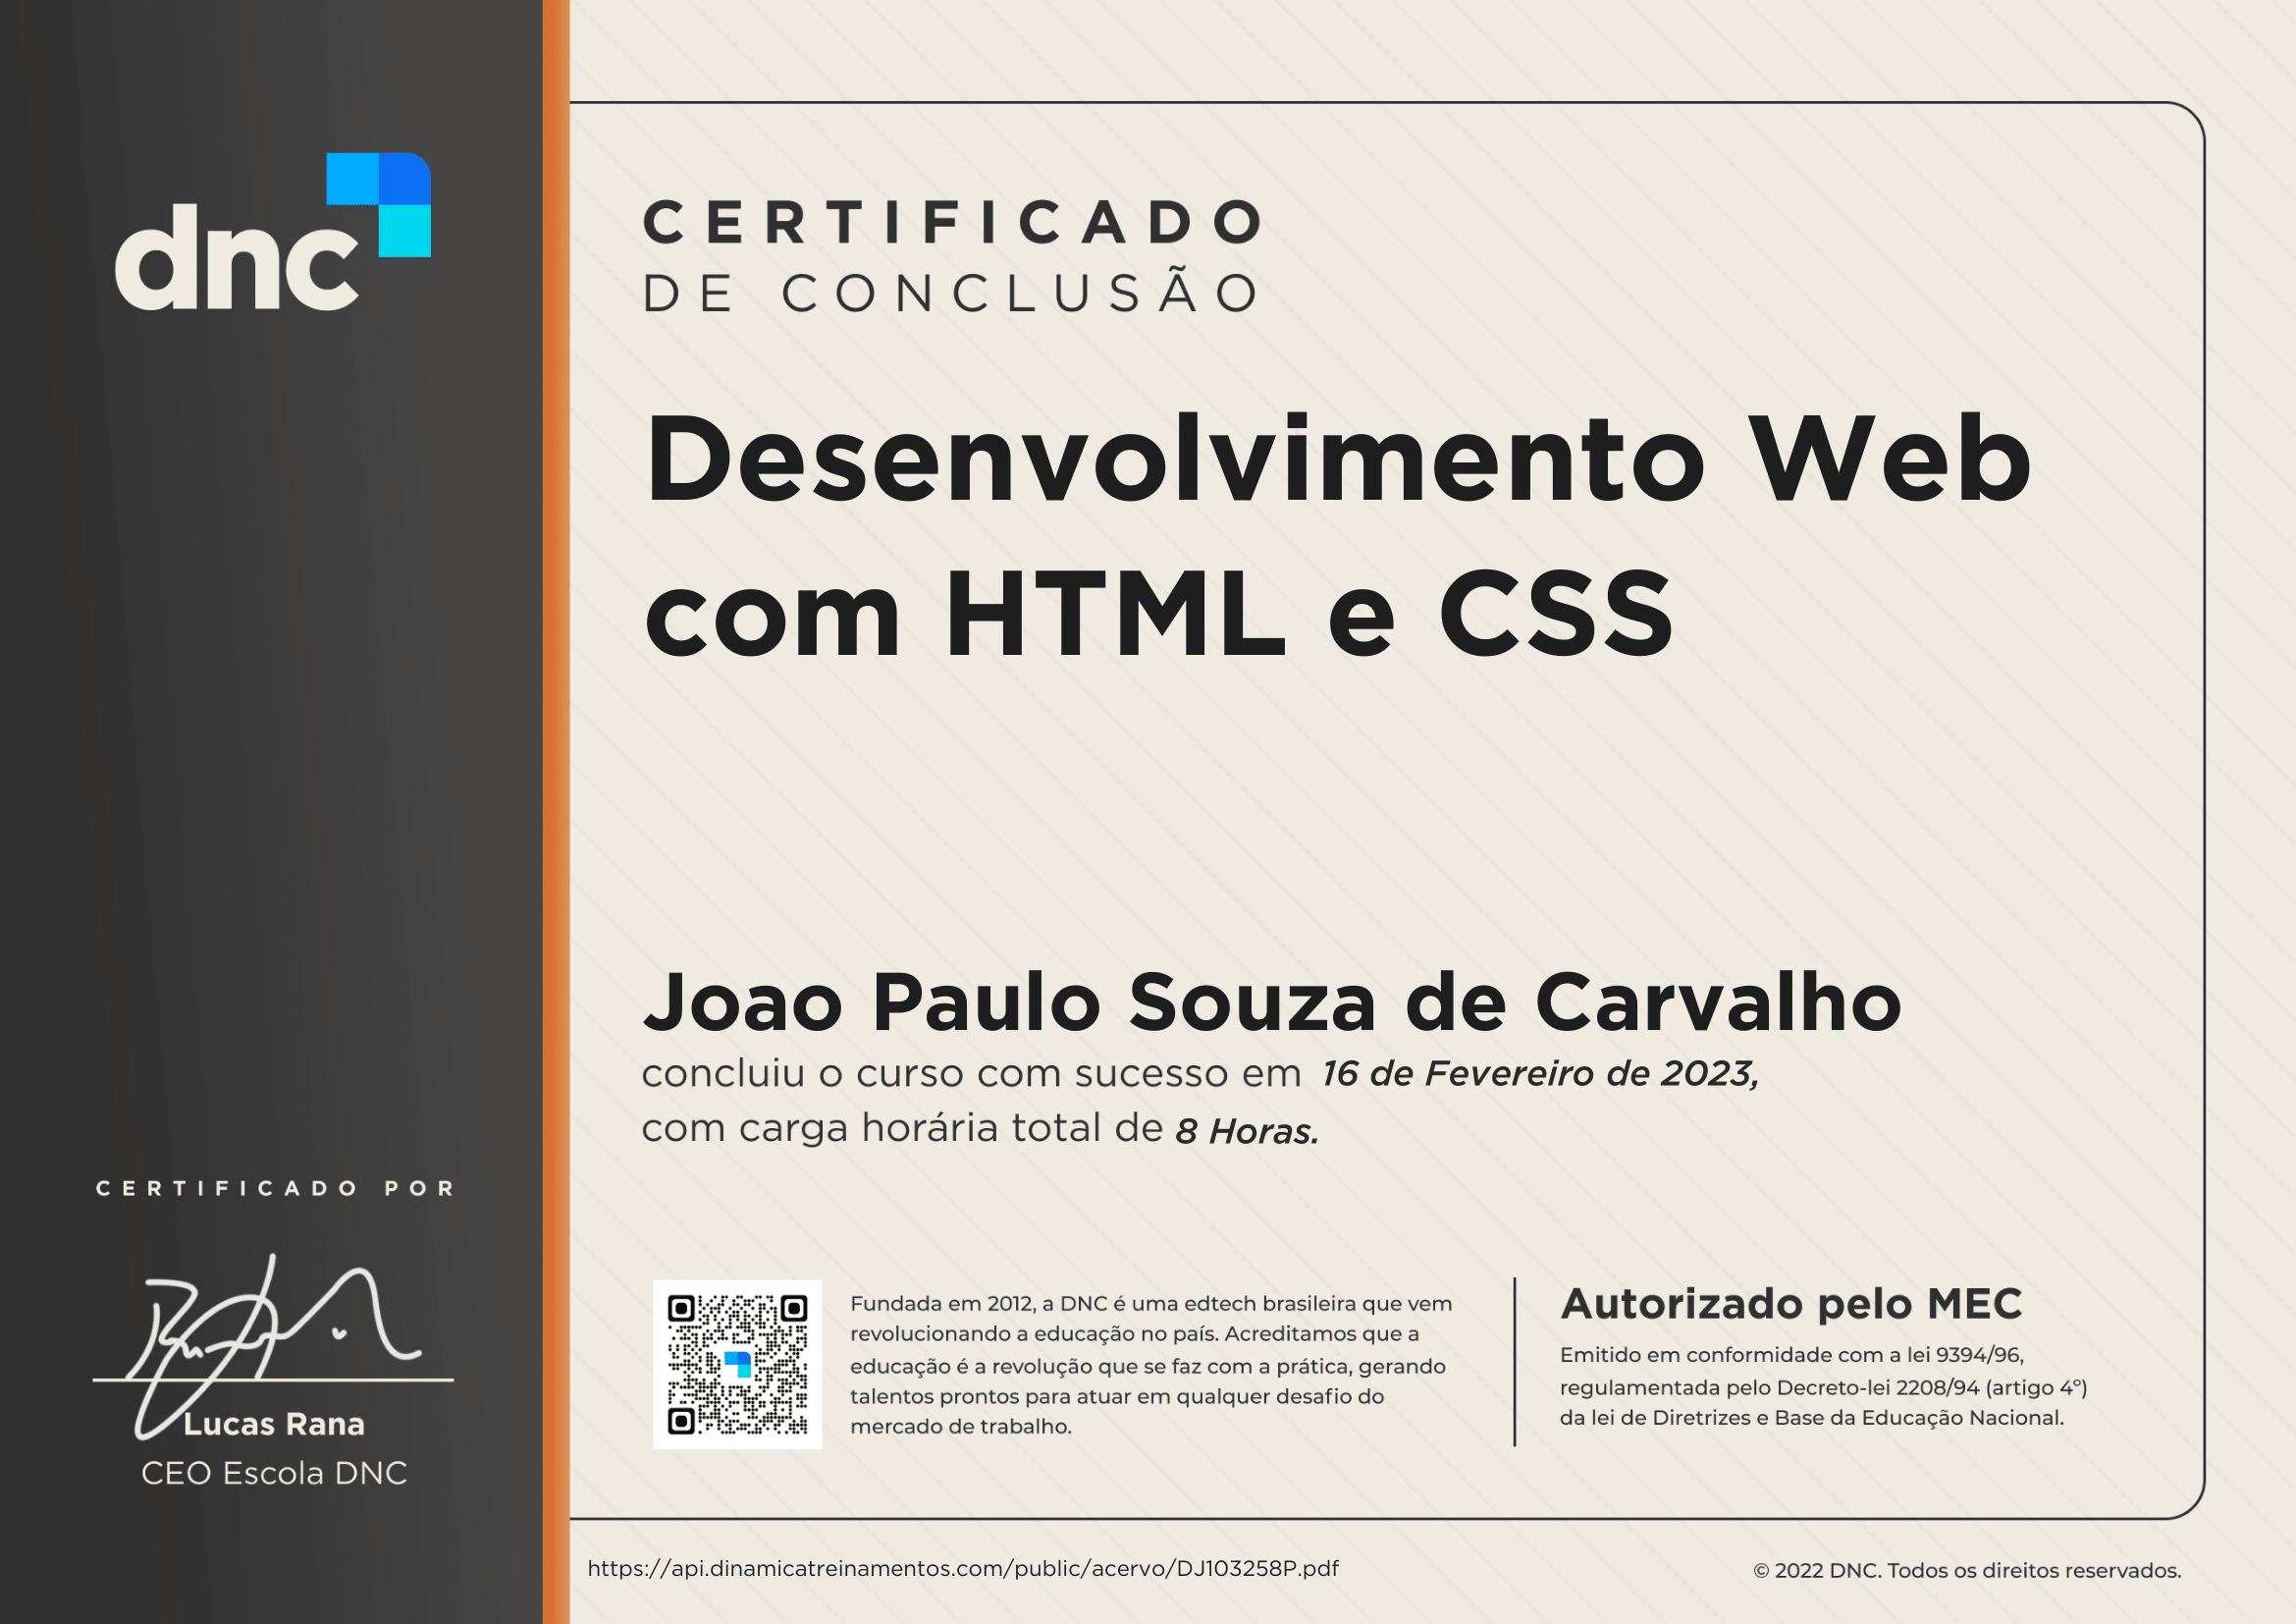 dnc
CERTIFICADO
DE CONCLUSÃO
Desenvolvimento Web
com HTML e CSS
Joao Paulo Souza de Carvalho
concluiu o curso com sucesso em 16 de Fevereiro de 2023,
com carga horária total de 8 Horas.
CERTIFICADO POR
Lucas Rana
CEO Escola DNC
Fundada em 2012, a DNC é uma edtech brasileira que vem
revolucionando a educação no país. Acreditamos que a
educação é a revolução que se faz com a prática, gerando
talentos prontos para atuar em qualquer desafio do
mercado de trabalho.
Autorizado pelo MEC
Emitido em conformidade com a lei 9394/96,
regulamentada pelo Decreto-lei 2208/94 (artigo 4º)
da lei de Diretrizes e Base da Educação Nacional.
https://api.dinamicatreinamentos.com/public/acervo/DJ103258P.pdf
© 2022 DNC. Todos os direitos reservados.